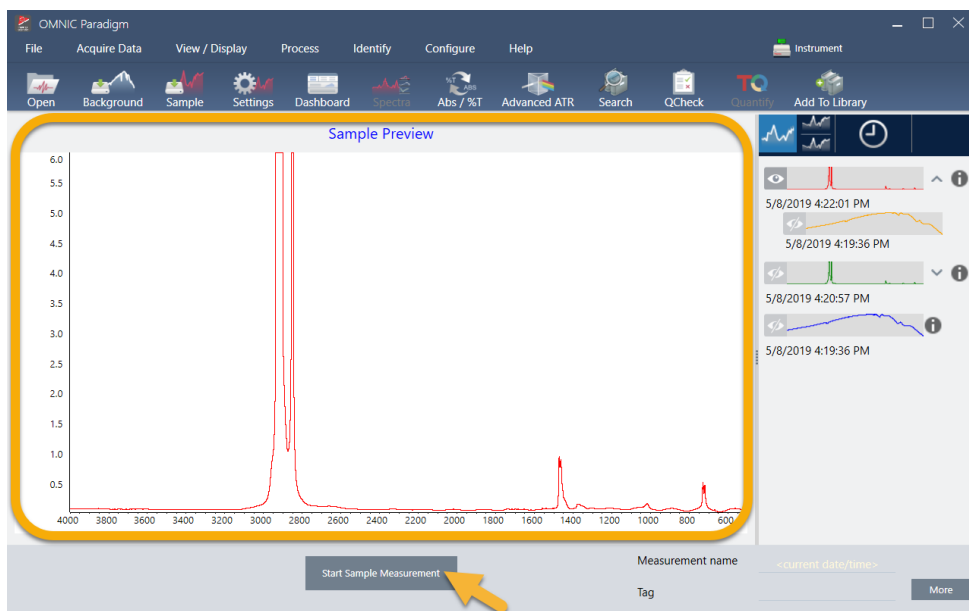 OMNIC Paradigm
File Acquire Data View / Display Process Identify Configure Help Instrument
%T ABS TQ
Open Background Sample Settings Dashboard Spectra Abs / %T Advanced ATR Search QCheck Quantify Add To Library
Sample Preview
6.0
5.5
5.0
4.5
4.0
3.5
3.0
2.5
2.0
1.5
1.0
0.5
4000 3800 3600 3400 3200 3000 2800 2600 2400 2200 2000 1800 1600 1400 1200 1000 800 600
5/8/2019 4:22:01 PM
5/8/2019 4:19:36 PM
5/8/2019 4:20:57 PM
5/8/2019 4:19:36 PM
Start Sample Measurement
Measurement name <current date/time>
Tag
More